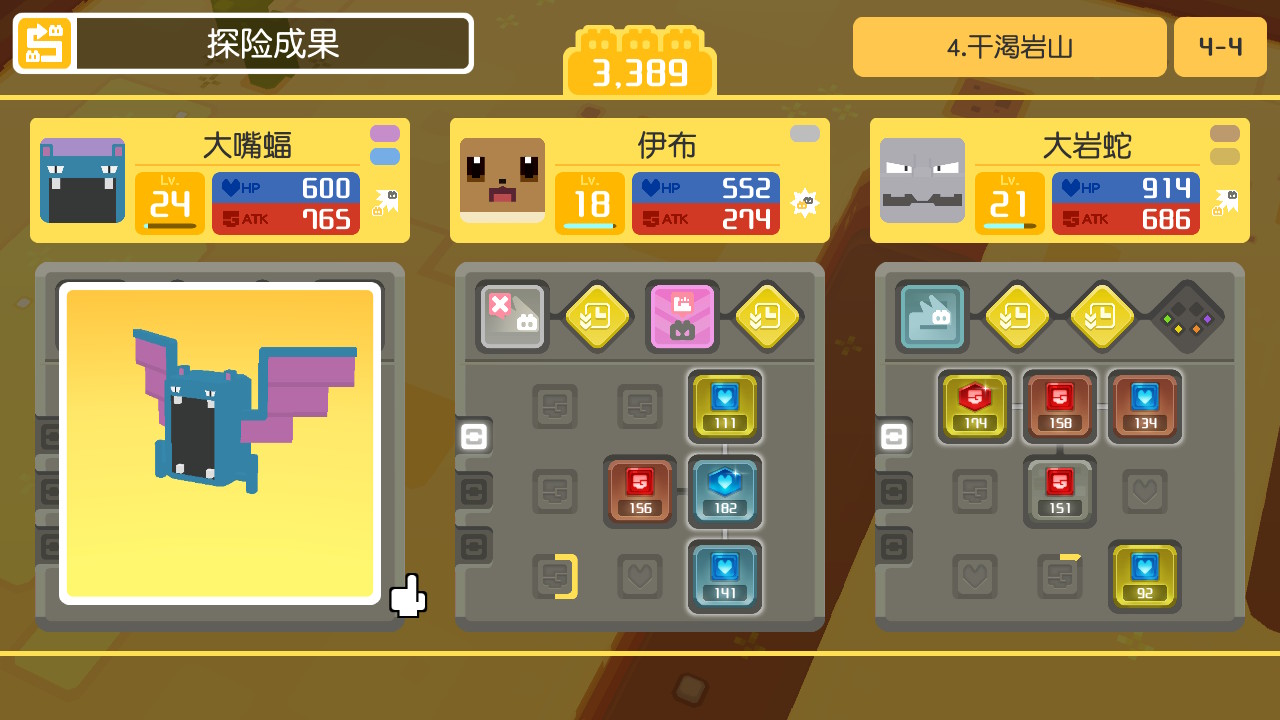 探险成果
3,389
4.干渴岩山
4-4
大嘴蝠
Lv.
24
HP 600
ATK 765
伊布
Lv.
18
HP 552
ATK 274
大岩蛇
Lv.
21
HP 914
ATK 686
111
156
182
141
174
158
134
151
92